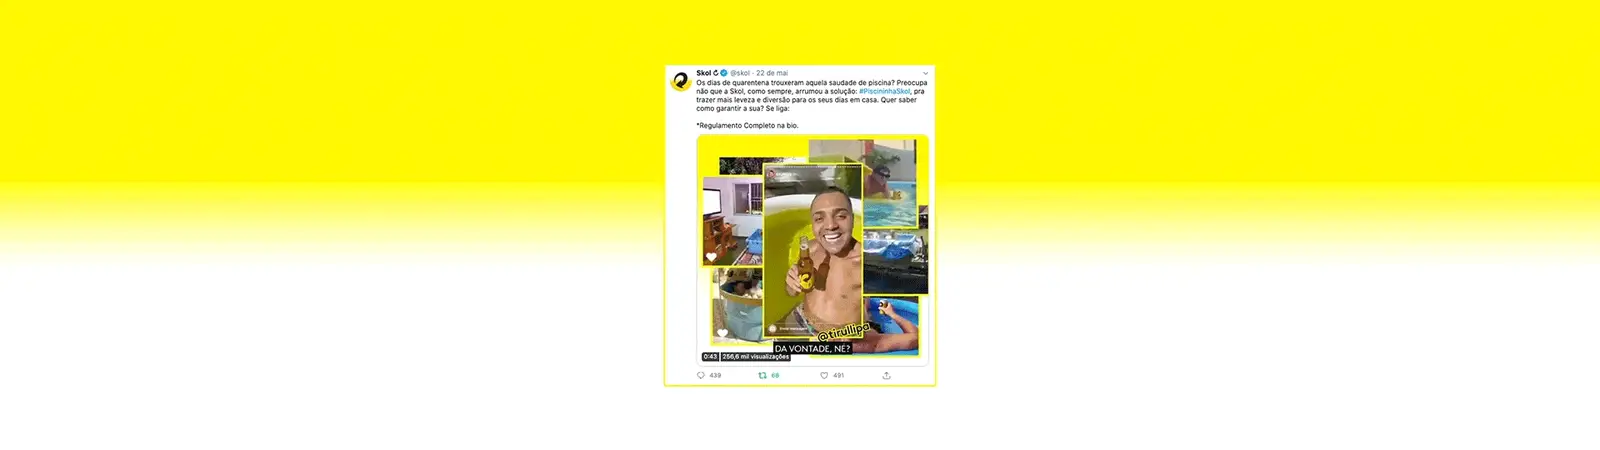 Skol @skol · 22 de mai
Os dias de quarentena trouxeram aquela saudade de piscina? Preocupa
não que a Skol, como sempre, arrumou a solução: #PiscininhaSkol, pra
trazer mais leveza e diversão para os seus dias em casa. Quer saber
como garantir a sua? Se liga:
*Regulamento Completo na bio.
@tirullipa
DA VONTADE, NÉ?
0:43 256,6 mil visualizações
439 69 491